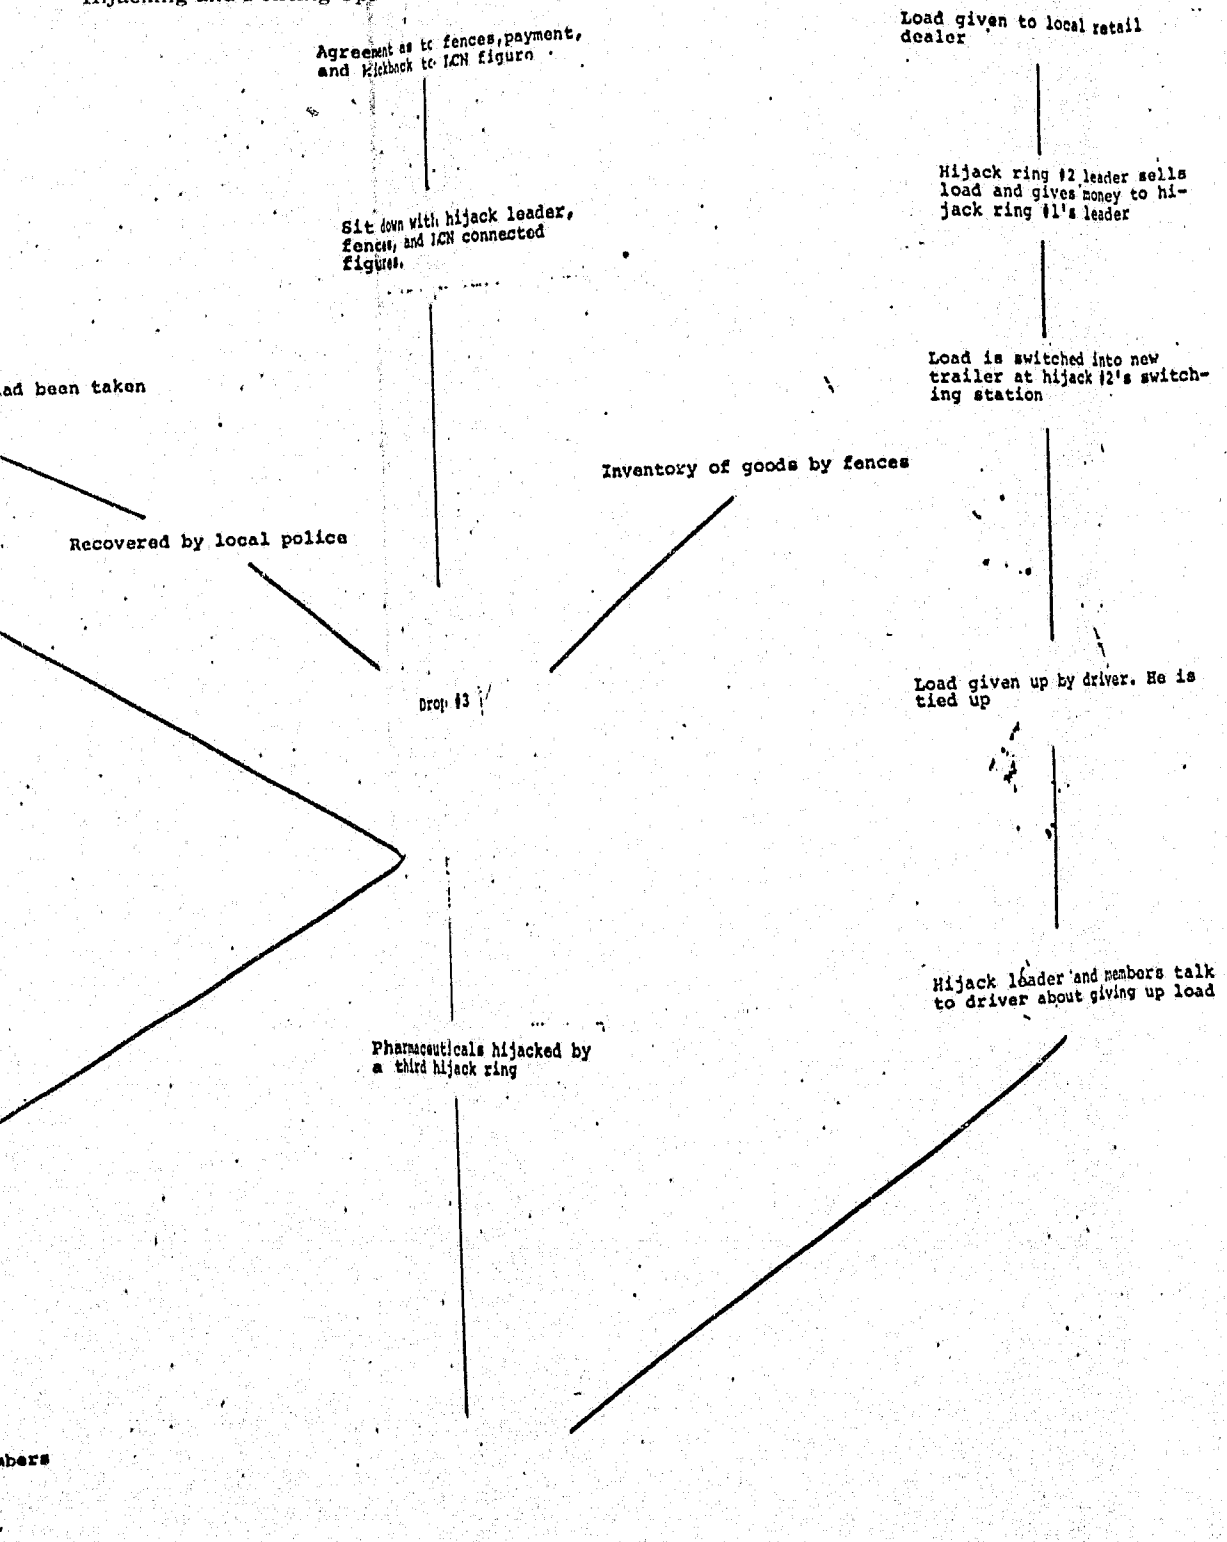 Agreement as to fences, payment,
and kickback to LCN figure
Load given to local retail
dealer
Hijack ring #2 leader sells
load and gives money to hi-
jack ring #1's leader
Sit down with hijack leader,
fences, and LCN connected
figures.
Load is switched into new
trailer at hijack #2's switch-
ing station
had been taken
Inventory of goods by fences
Recovered by local police
Load given up by driver. He is
tied up
Drop #3
Hijack leader and members talk
to driver about giving up load
Pharmaceuticals hijacked by
a third hijack ring
mbers